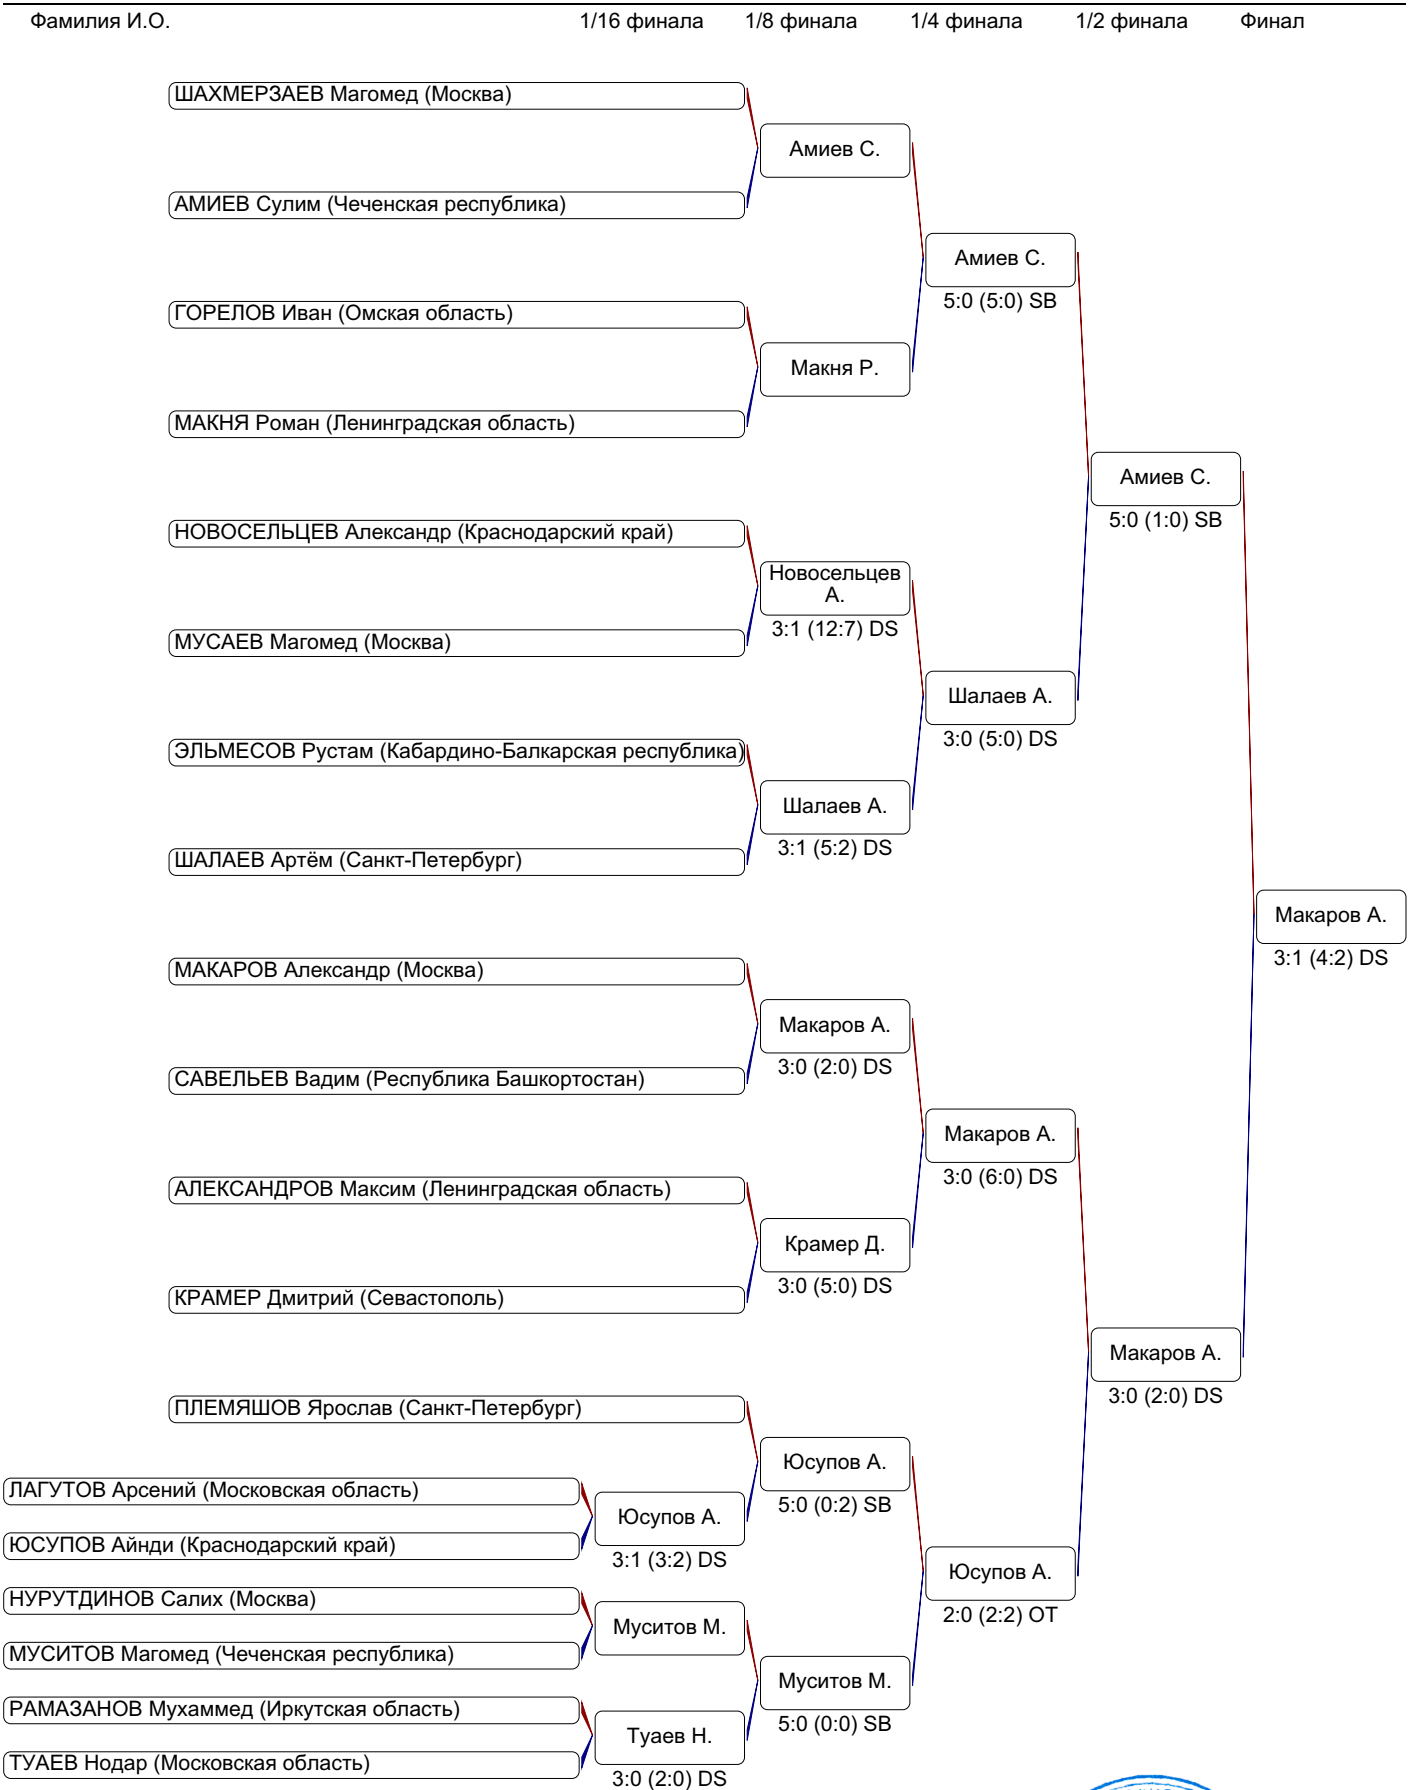 Фамилия И.О. 1/16 финала 1/8 финала 1/4 финала 1/2 финала Финал
ШАХМЕРЗАЕВ Магомед (Москва)
Амиев С.
АМИЕВ Сулим (Чеченская республика)
Амиев С.
5:0 (5:0) SB
ГОРЕЛОВ Иван (Омская область)
Макня Р.
МАКНЯ Роман (Ленинградская область)
Амиев С.
5:0 (1:0) SB
НОВОСЕЛЬЦЕВ Александр (Краснодарский край)
Новосельцев
А.
3:1 (12:7) DS
МУСАЕВ Магомед (Москва)
Шалаев А.
3:0 (5:0) DS
ЭЛЬМЕСОВ Рустам (Кабардино-Балкарская республика)
Шалаев А.
3:1 (5:2) DS
ШАЛАЕВ Артём (Санкт-Петербург)
Макаров А.
3:1 (4:2) DS
МАКАРОВ Александр (Москва)
Макаров А.
3:0 (2:0) DS
САВЕЛЬЕВ Вадим (Республика Башкортостан)
Макаров А.
3:0 (6:0) DS
АЛЕКСАНДРОВ Максим (Ленинградская область)
Крамер Д.
3:0 (5:0) DS
КРАМЕР Дмитрий (Севастополь)
Макаров А.
3:0 (2:0) DS
ПЛЕМЯШОВ Ярослав (Санкт-Петербург)
Юсупов А.
5:0 (0:2) SB
ЛАГУТОВ Арсений (Московская область)
Юсупов А.
3:1 (3:2) DS
ЮСУПОВ Айнди (Краснодарский край)
Юсупов А.
2:0 (2:2) OT
НУРУТДИНОВ Салих (Москва)
Муситов М.
МУСИТОВ Магомед (Чеченская республика)
Муситов М.
5:0 (0:0) SB
РАМАЗАНОВ Мухаммед (Иркутская область)
Туаев Н.
3:0 (2:0) DS
ТУАЕВ Нодар (Московская область)